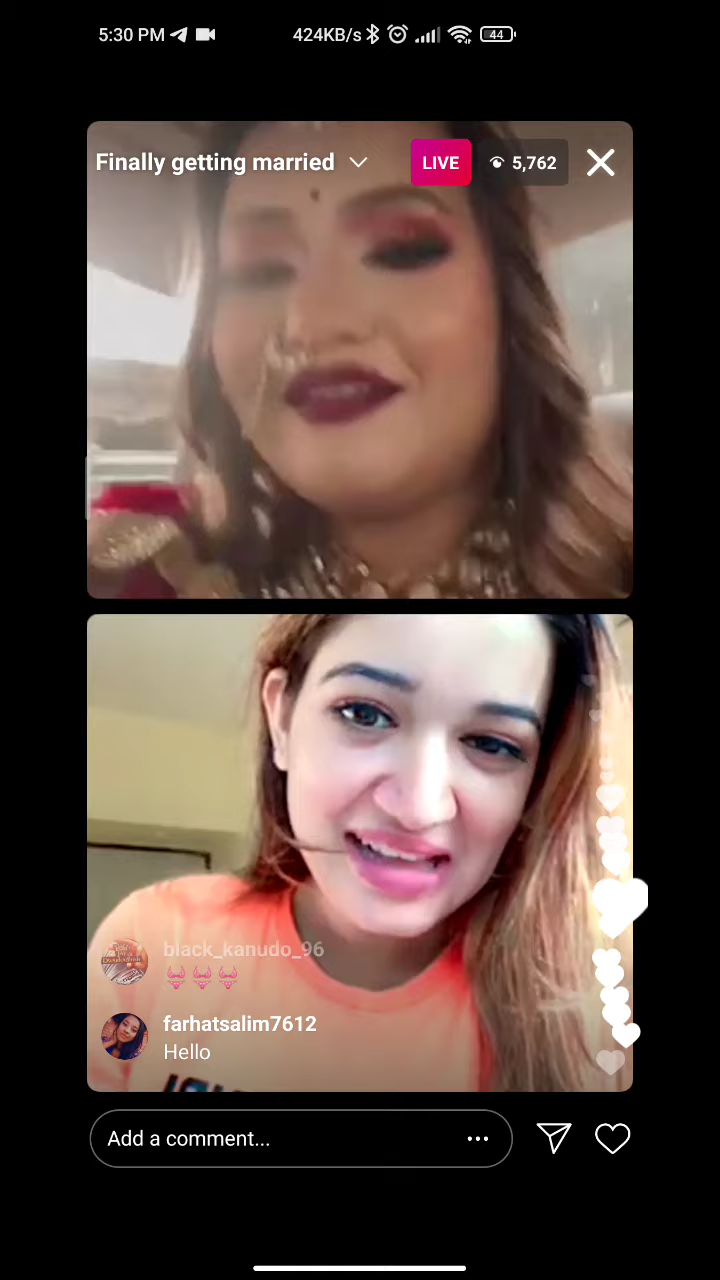 5:30 PM 424KB/s 44
Finally getting married LIVE 5,762
black_kanudo_96
farhatsalim7612
Hello
Add a comment...